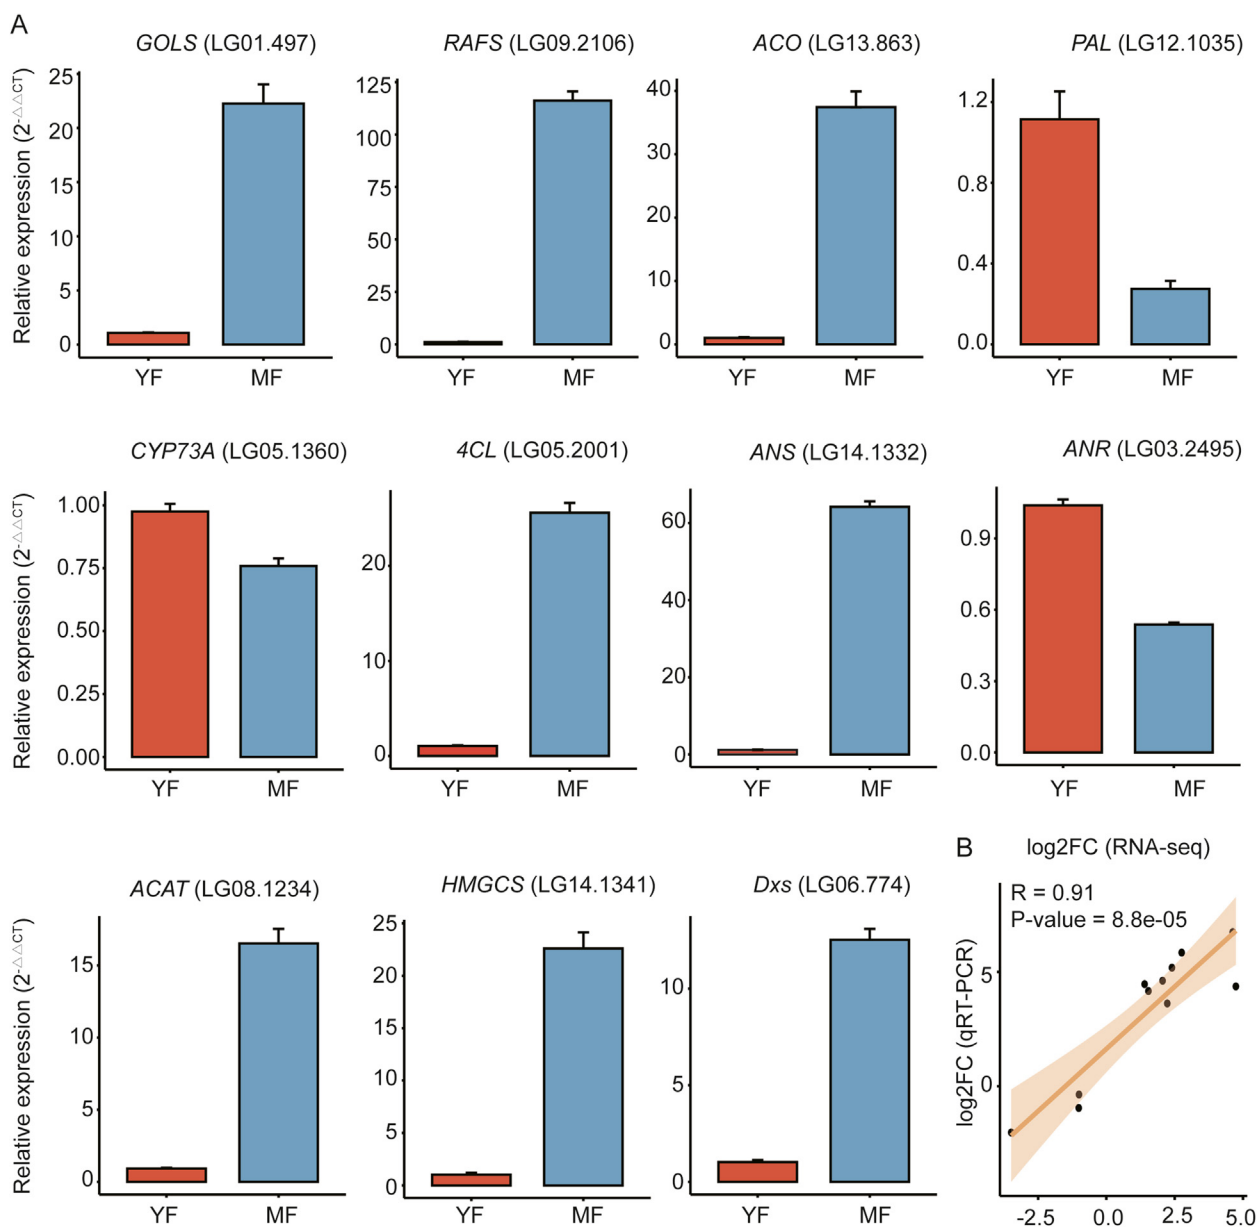 A
GOLS (LG01.497)
RAFS (LG09.2106)
ACO (LG13.863)
PAL (LG12.1035)
Relative expression (2-△△CT)
25
20
15
10
5
0
YF MF
125
100
75
50
25
0
YF MF
40
30
20
10
0
YF MF
1.2
0.8
0.4
0.0
YF MF
CYP73A (LG05.1360)
4CL (LG05.2001)
ANS (LG14.1332)
ANR (LG03.2495)
Relative expression (2-△△CT)
1.00
0.75
0.50
0.25
0.00
YF MF
20
10
0
YF MF
60
40
20
0
YF MF
0.9
0.6
0.3
0.0
YF MF
ACAT (LG08.1234)
HMGCS (LG14.1341)
Dxs (LG06.774)
Relative expression (2-△△CT)
15
10
5
0
YF MF
25
20
15
10
5
0
YF MF
10
5
0
YF MF
B
log2FC (RNA-seq)
R = 0.91
P-value = 8.8e-05
log2FC (qRT-PCR)
5
0
-2.5 0.0 2.5 5.0